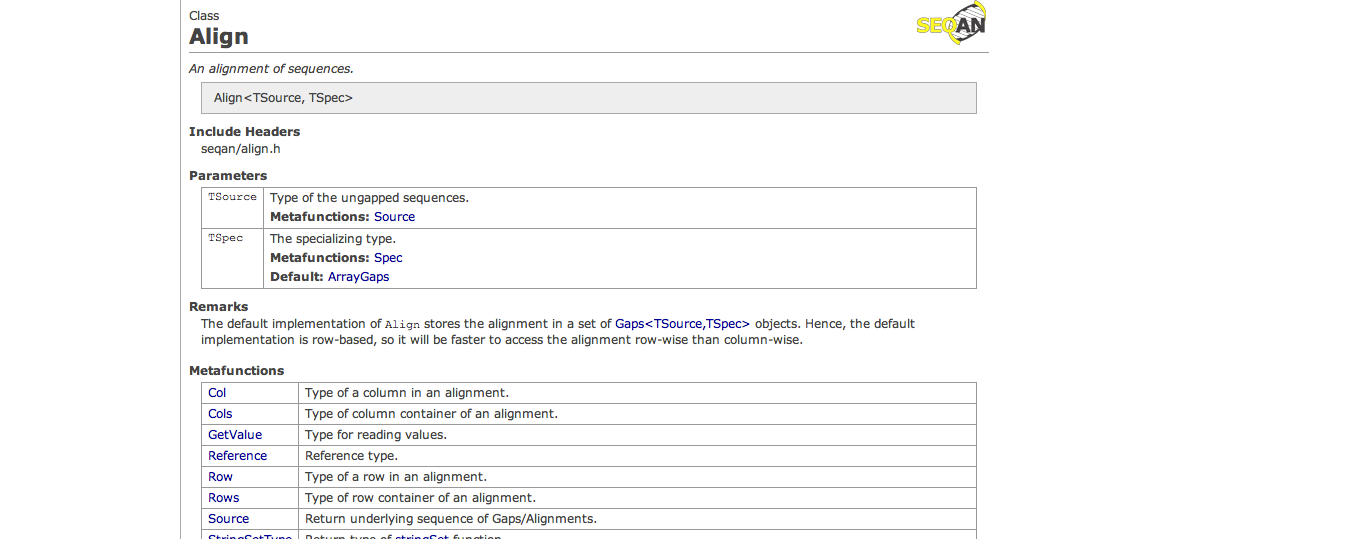 Class
Align
SEQAN
An alignment of sequences.
Align<TSource, TSpec>
Include Headers
seqan/align.h
Parameters
TSource Type of the ungapped sequences.
Metafunctions: Source
TSpec The specializing type.
Metafunctions: Spec
Default: ArrayGaps
Remarks
The default implementation of Align stores the alignment in a set of Gaps<TSource,TSpec> objects. Hence, the default
implementation is row-based, so it will be faster to access the alignment row-wise than column-wise.
Metafunctions
Col Type of a column in an alignment.
Cols Type of column container of an alignment.
GetValue Type for reading values.
Reference Reference type.
Row Type of a row in an alignment.
Rows Type of row container of an alignment.
Source Return underlying sequence of Gaps/Alignments.
StringSetType Return type of stringSet function.